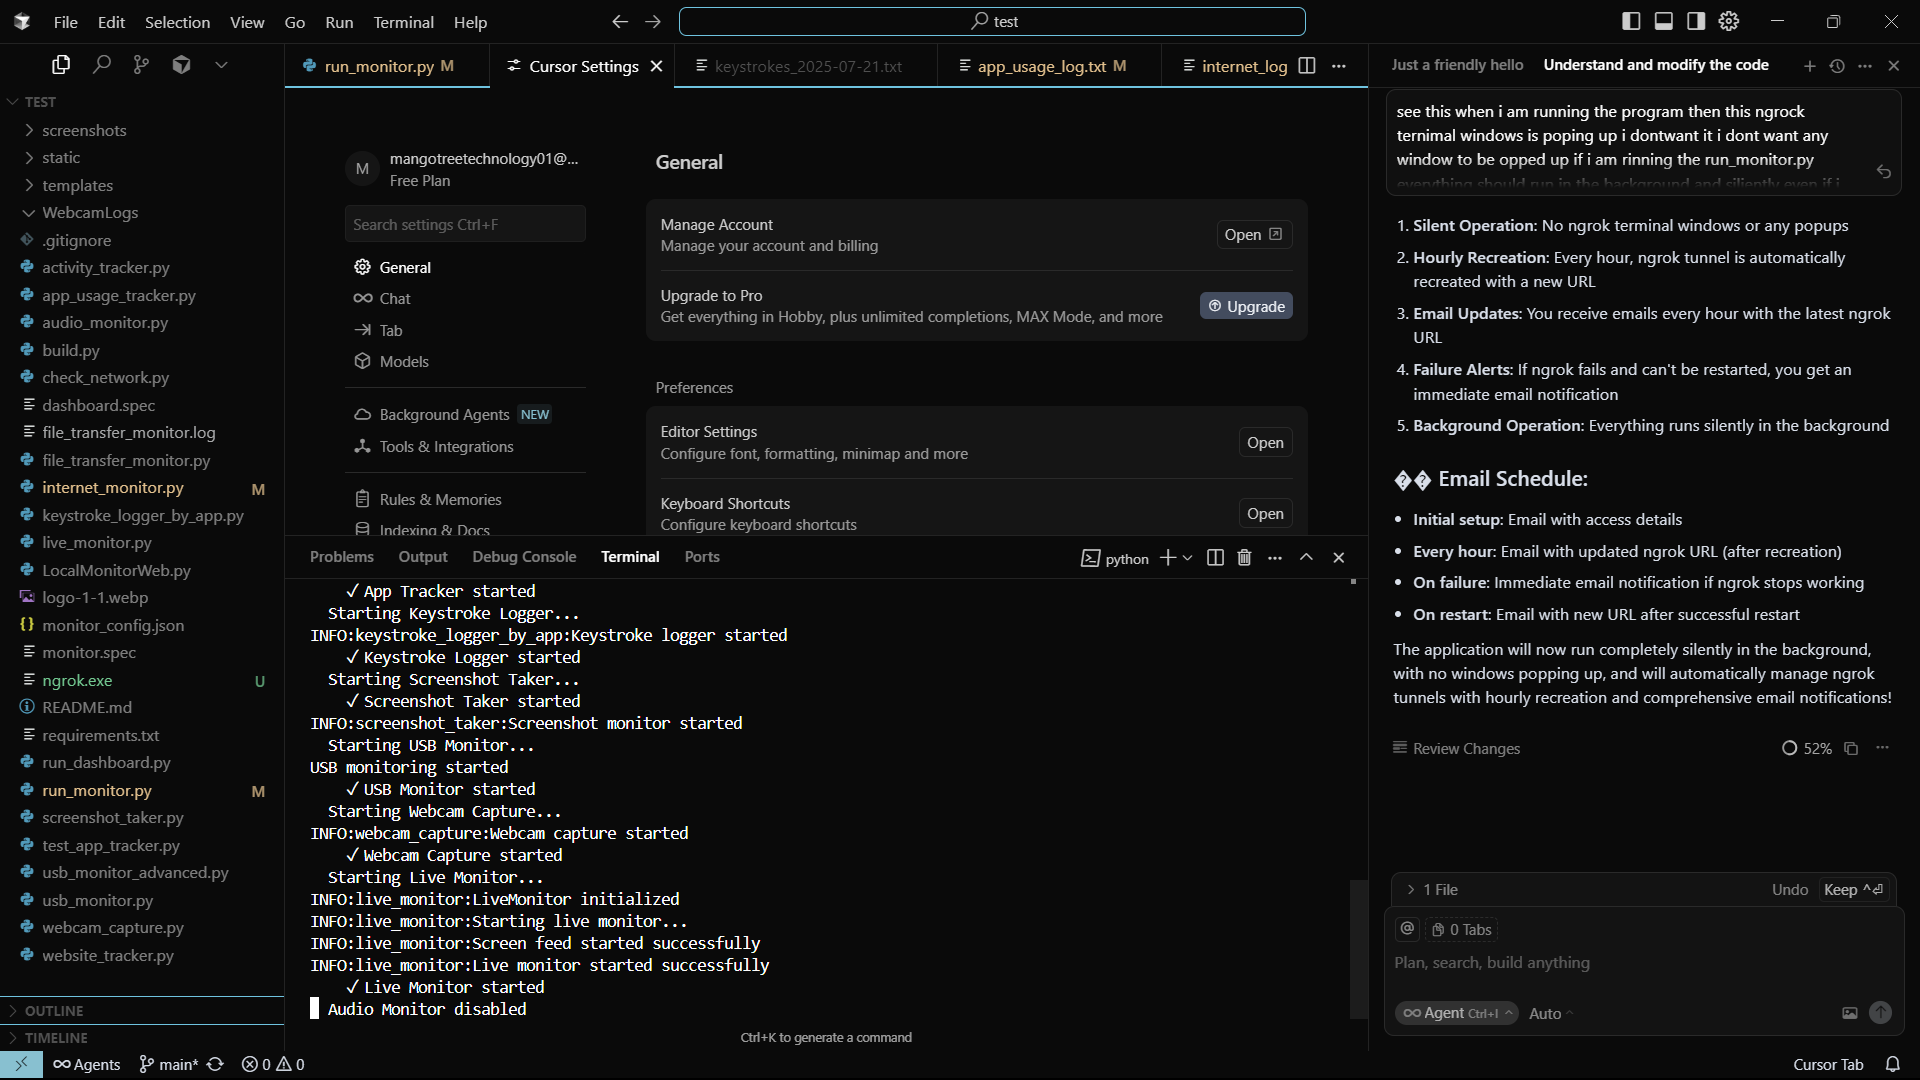 File Edit Selection View Go Run Terminal Help
test
run_monitor.py M
Cursor Settings
keystrokes_2025-07-21.txt
app_usage_log.txt M
internet_log
Just a friendly hello
Understand and modify the code
TEST
screenshots
static
templates
WebcamLogs
.gitignore
activity_tracker.py
app_usage_tracker.py
audio_monitor.py
build.py
check_network.py
dashboard.spec
file_transfer_monitor.log
file_transfer_monitor.py
internet_monitor.py M
keystroke_logger_by_app.py
live_monitor.py
LocalMonitorWeb.py
logo-1-1.webp
monitor_config.json
monitor.spec
ngrok.exe U
README.md
requirements.txt
run_dashboard.py
run_monitor.py M
screenshot_taker.py
test_app_tracker.py
usb_monitor_advanced.py
usb_monitor.py
webcam_capture.py
website_tracker.py
OUTLINE
TIMELINE
M
mangotreetechnology01@...
Free Plan
Search settings Ctrl+F
General
Chat
Tab
Models
Background Agents NEW
Tools & Integrations
Rules & Memories
Indexing & Docs
General
Manage Account
Manage your account and billing
Open
Upgrade to Pro
Get everything in Hobby, plus unlimited completions, MAX Mode, and more
Upgrade
Preferences
Editor Settings
Configure font, formatting, minimap and more
Open
Keyboard Shortcuts
Configure keyboard shortcuts
Open
Problems Output Debug Console Terminal Ports
python
✓ App Tracker started
Starting Keystroke Logger...
INFO:keystroke_logger_by_app:Keystroke logger started
✓ Keystroke Logger started
Starting Screenshot Taker...
✓ Screenshot Taker started
INFO:screenshot_taker:Screenshot monitor started
Starting USB Monitor...
USB monitoring started
✓ USB Monitor started
Starting Webcam Capture...
INFO:webcam_capture:Webcam capture started
✓ Webcam Capture started
Starting Live Monitor...
INFO:live_monitor:LiveMonitor initialized
INFO:live_monitor:Starting live monitor...
INFO:live_monitor:Screen feed started successfully
INFO:live_monitor:Live monitor started successfully
✓ Live Monitor started
Audio Monitor disabled
Ctrl+K to generate a command
see this when i am running the program then this ngrock
ternimal windows is poping up i dontwant it i dont want any
window to be opped up if i am rinning the run_monitor.py
everything should run in the background and siliently even if i
1. Silent Operation: No ngrok terminal windows or any popups
2. Hourly Recreation: Every hour, ngrok tunnel is automatically
recreated with a new URL
3. Email Updates: You receive emails every hour with the latest ngrok
URL
4. Failure Alerts: If ngrok fails and can't be restarted, you get an
immediate email notification
5. Background Operation: Everything runs silently in the background
�� Email Schedule:
• Initial setup: Email with access details
• Every hour: Email with updated ngrok URL (after recreation)
• On failure: Immediate email notification if ngrok stops working
• On restart: Email with new URL after successful restart
The application will now run completely silently in the background,
with no windows popping up, and will automatically manage ngrok
tunnels with hourly recreation and comprehensive email notifications!
Review Changes
52%
1 File
Undo
Keep ^⏎
@
0 Tabs
Plan, search, build anything
Agent Ctrl+I
Auto
Agents
main*
0 0
Cursor Tab